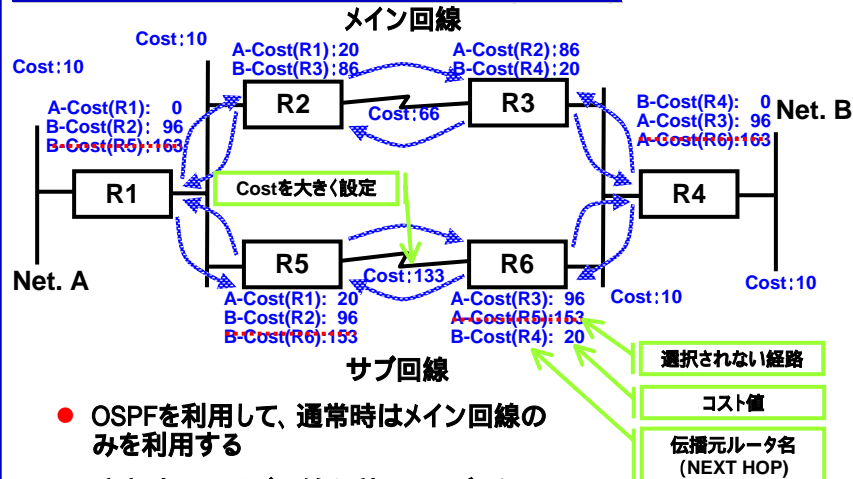 メイン回線
Cost:10
Cost:10
A-Cost(R1):20
B-Cost(R3):86
A-Cost(R2):86
B-Cost(R4):20
A-Cost(R1): 0
B-Cost(R2): 96
B-Cost(R5):163
R2
Cost:66
R3
B-Cost(R4): 0
A-Cost(R3): 96
A-Cost(R6):163
Net. B
R1
Costを大きく設定
R4
R5
Cost:133
R6
Net. A
A-Cost(R1): 20
B-Cost(R2): 96
B-Cost(R6):153
A-Cost(R3): 96
A-Cost(R5):153
B-Cost(R4): 20
Cost:10
Cost:10
サブ回線
選択されない経路
コスト値
伝播元ルータ名
(NEXT HOP)
● OSPFを利用して、通常時はメイン回線の
みを利用する